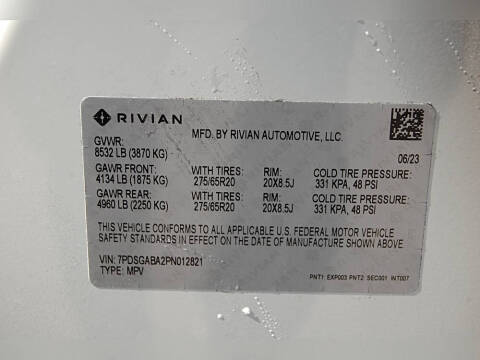 RIVIAN
MFD. BY RIVIAN AUTOMOTIVE, LLC.
GVWR:
8532 LB (3870 KG)
06/23
GAWR FRONT: WITH TIRES: RIM: COLD TIRE PRESSURE:
4134 LB (1875 KG) 275/65R20 20X8.5J 331 KPA, 48 PSI
GAWR REAR: WITH TIRES: RIM: COLD TIRE PRESSURE:
4960 LB (2250 KG) 275/65R20 20X8.5J 331 KPA, 48 PSI
THIS VEHICLE CONFORMS TO ALL APPLICABLE U.S. FEDERAL MOTOR VEHICLE
SAFETY STANDARDS IN EFFECT ON THE DATE OF MANUFACTURE SHOWN ABOVE.
VIN: 7PDSGABA2PN012821
TYPE: MPV
PNT1: EXP003 PNT2: SEC001 INT007